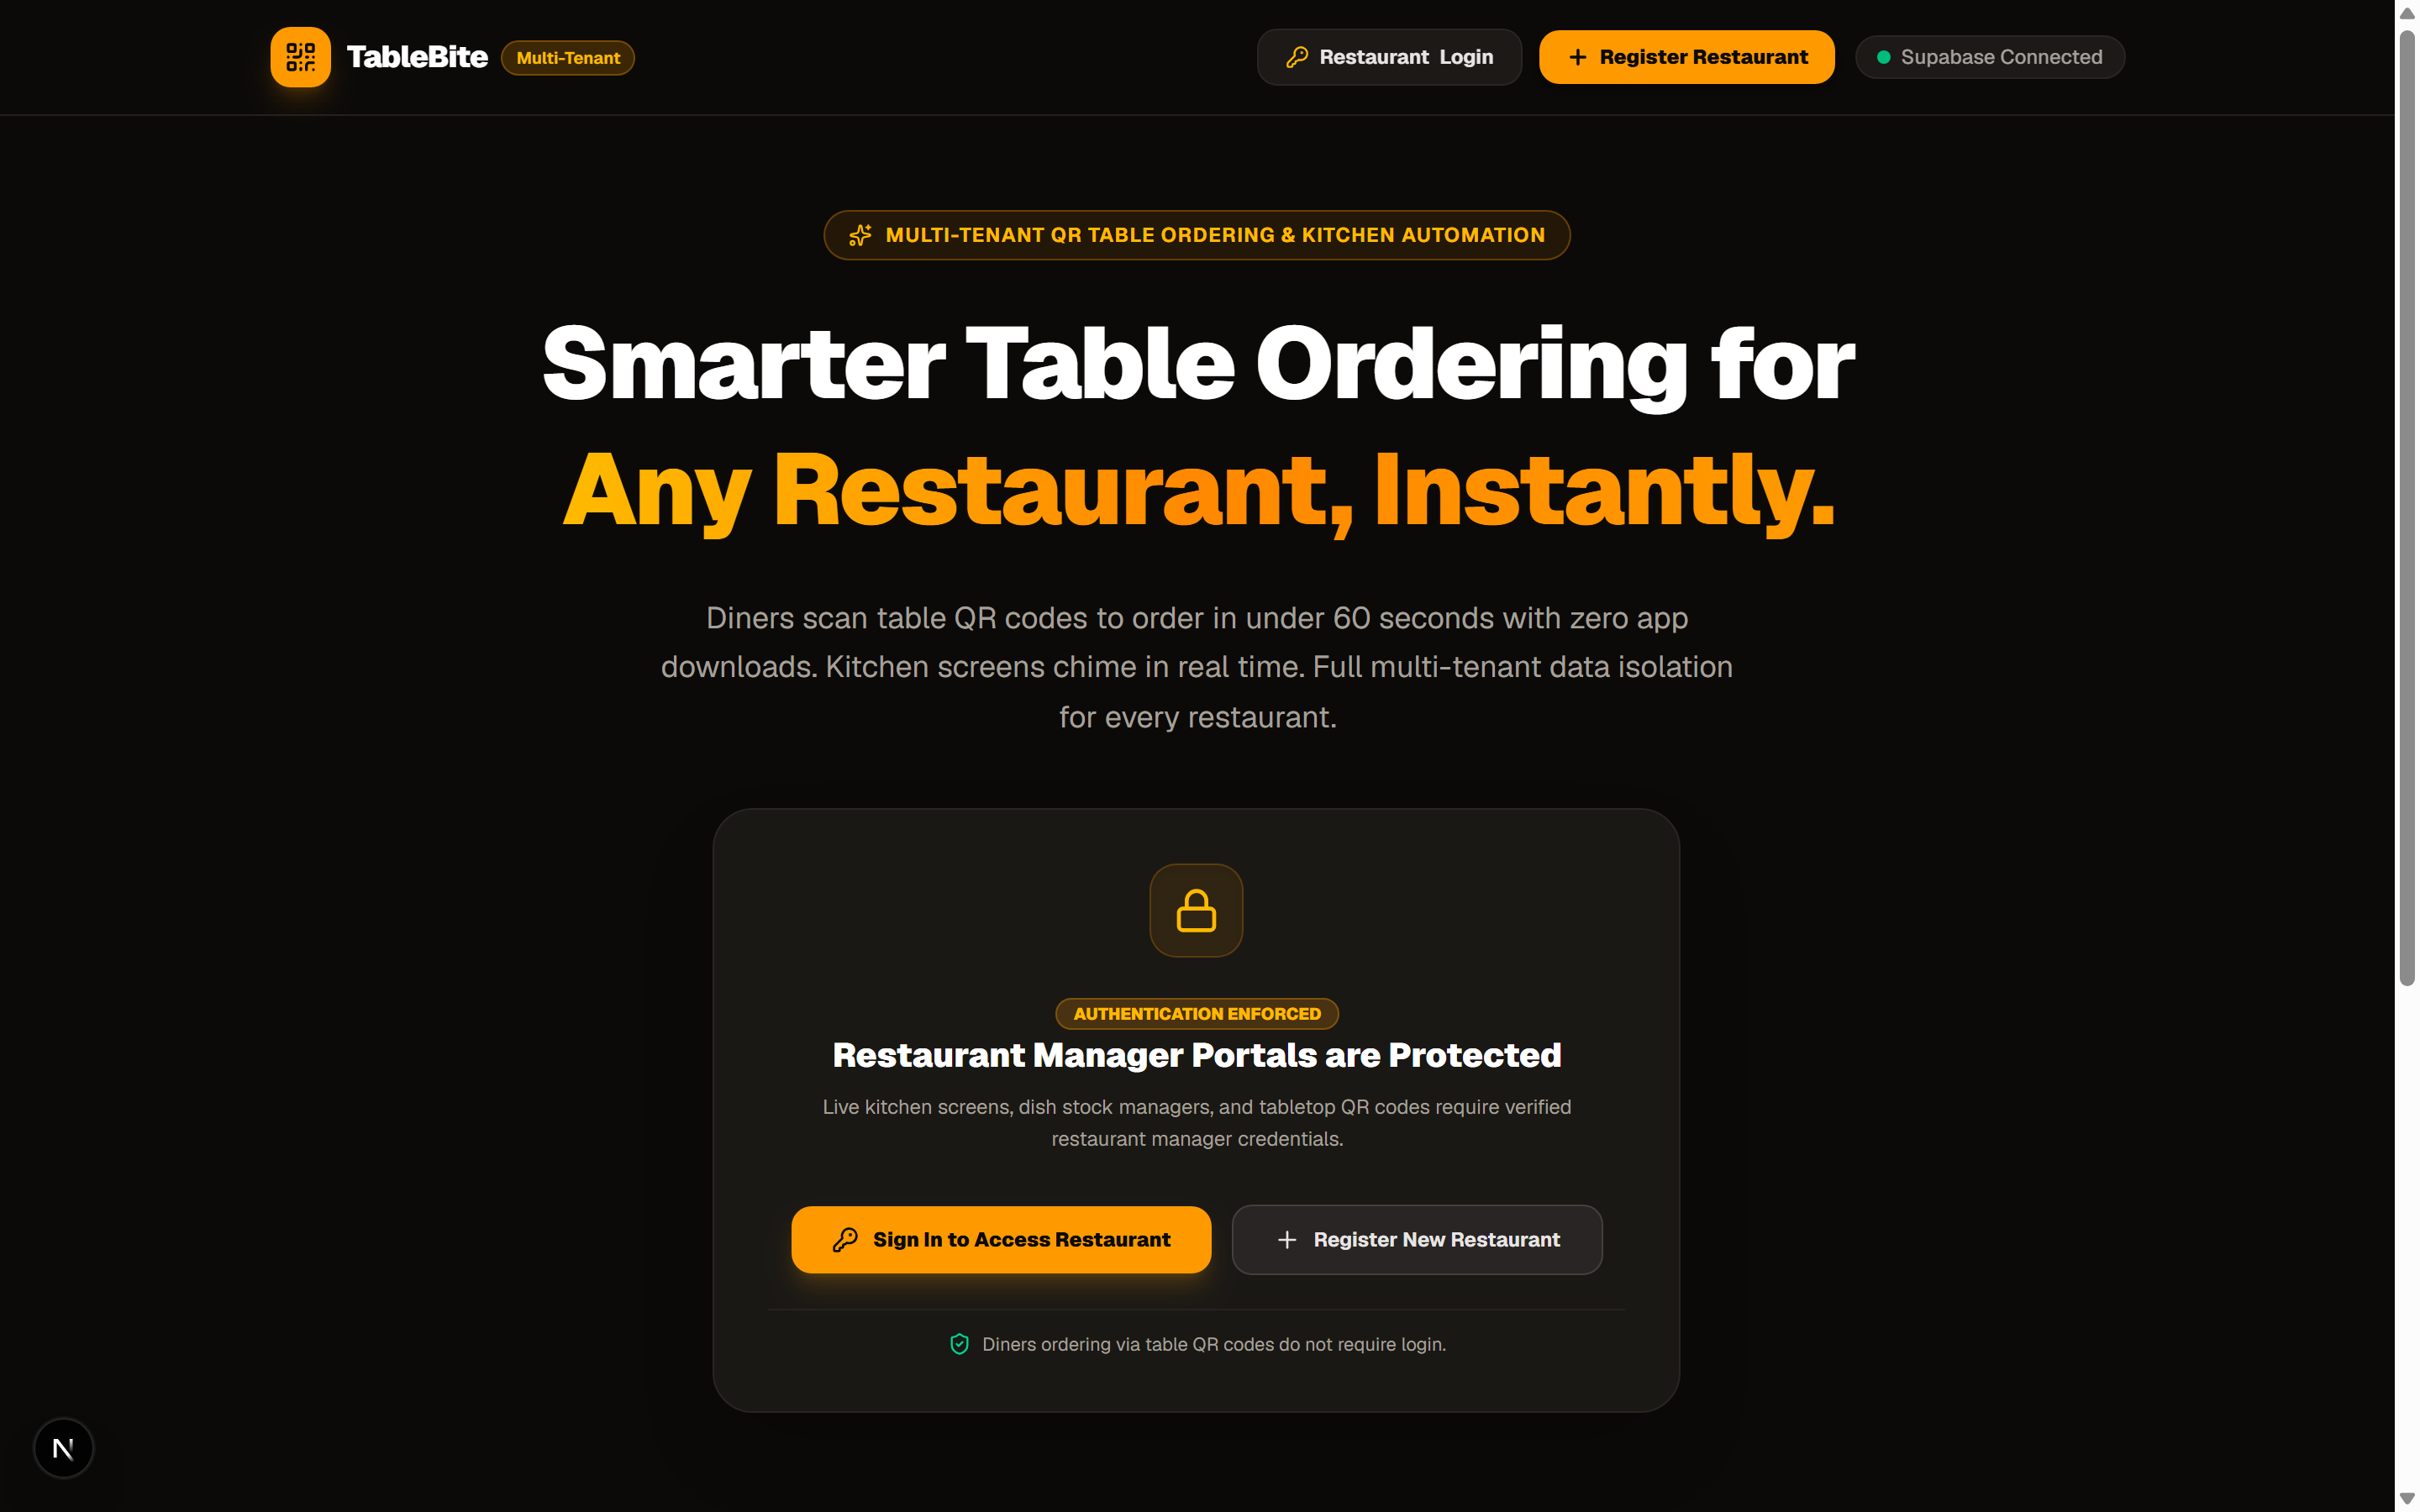 TableBite
Multi-Tenant
Restaurant Login
Register Restaurant
Supabase Connected
MULTI-TENANT QR TABLE ORDERING & KITCHEN AUTOMATION
Smarter Table Ordering for
Any Restaurant, Instantly.
Diners scan table QR codes to order in under 60 seconds with zero app
downloads. Kitchen screens chime in real time. Full multi-tenant data isolation
for every restaurant.
AUTHENTICATION ENFORCED
Restaurant Manager Portals are Protected
Live kitchen screens, dish stock managers, and tabletop QR codes require verified
restaurant manager credentials.
Sign In to Access Restaurant
Register New Restaurant
Diners ordering via table QR codes do not require login.
N